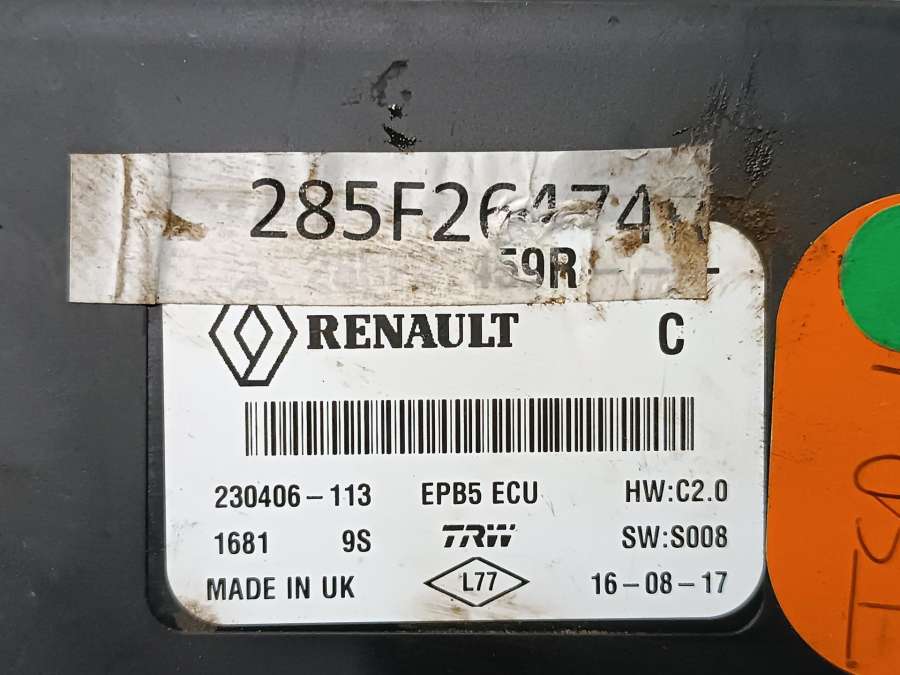 285F26474
459R
RENAULT C
230406-113 EPB5 ECU HW:C2.0
1681 9S TRW SW:S008
MADE IN UK L77 16-08-17